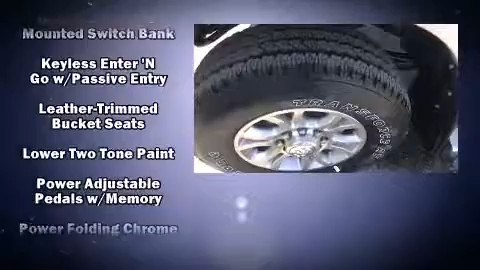 Mounted Switch Bank
Keyless Enter 'N
Go w/Passive Entry
Leather-Trimmed
Bucket Seats
Lower Two Tone Paint
Power Adjustable
Pedals w/Memory
Power Folding Chrome